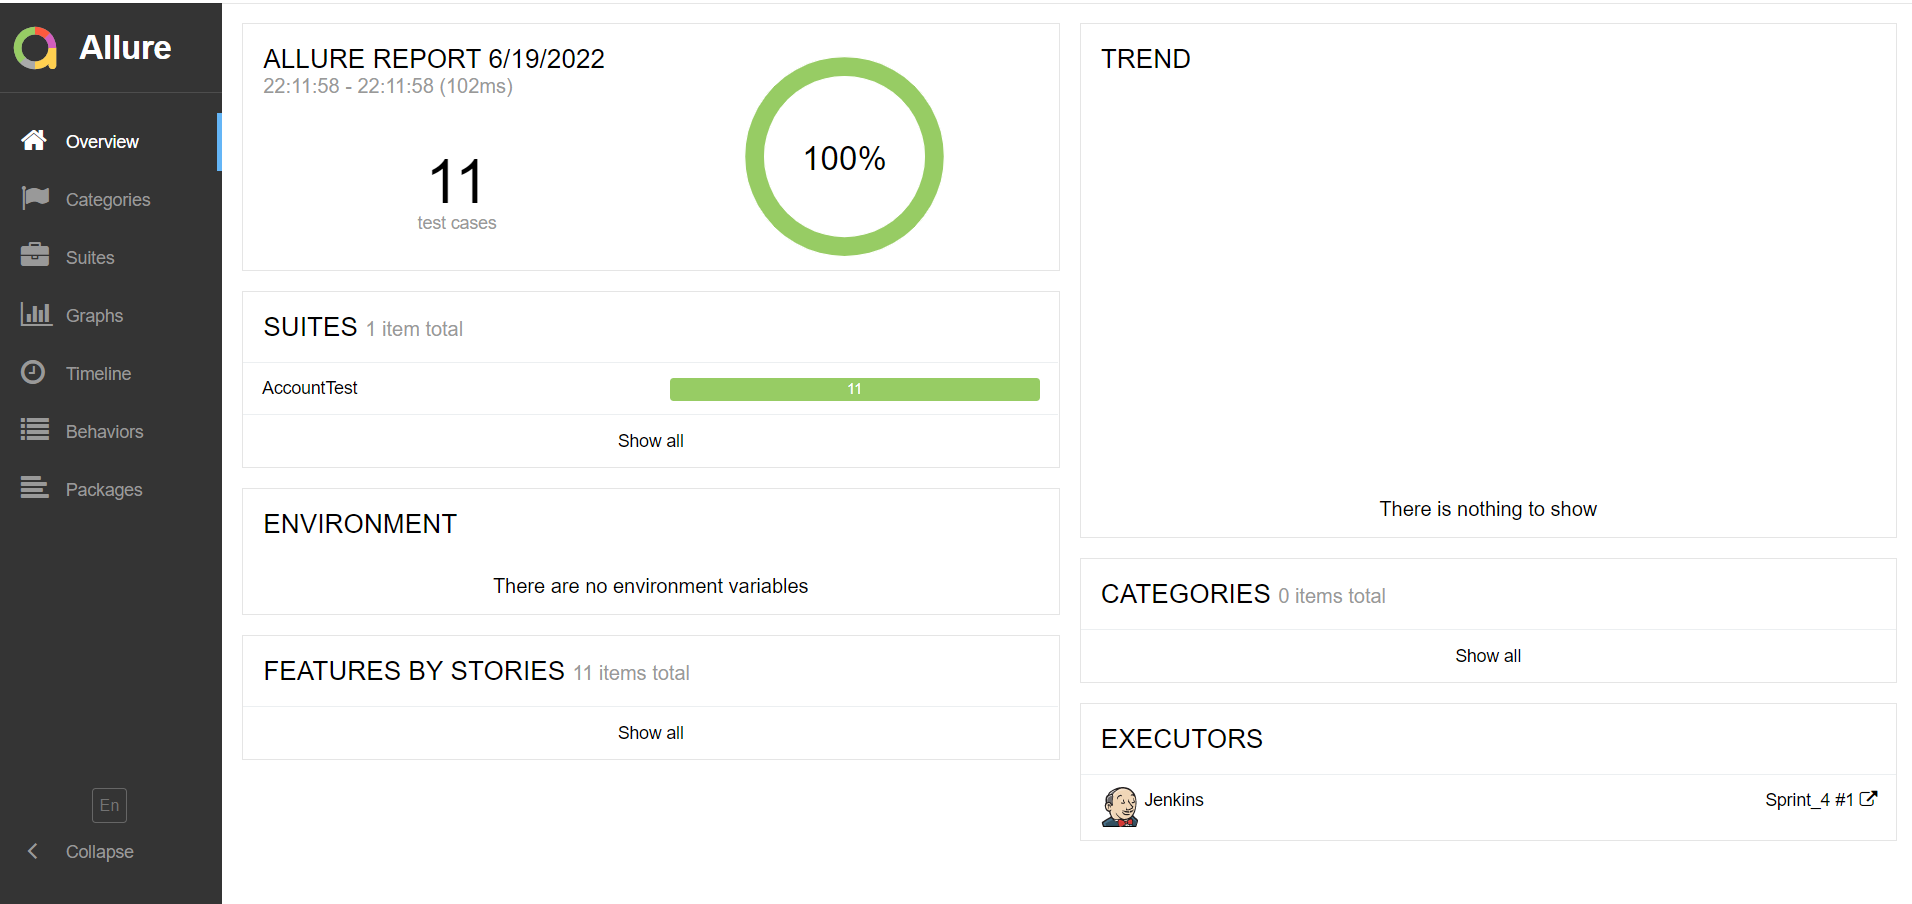 Allure
Overview
Categories
Suites
Graphs
Timeline
Behaviors
Packages
En
Collapse
ALLURE REPORT 6/19/2022
22:11:58 - 22:11:58 (102ms)
11
test cases
100%
SUITES 1 item total
AccountTest 11
Show all
ENVIRONMENT
There are no environment variables
FEATURES BY STORIES 11 items total
Show all
TREND
There is nothing to show
CATEGORIES 0 items total
Show all
EXECUTORS
Jenkins Sprint_4 #1